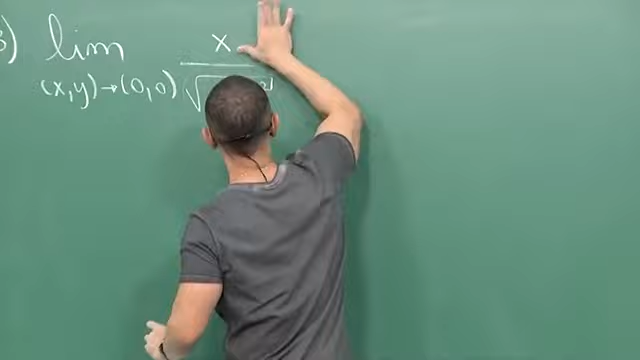 3) lim x
(x,y)→(0,0) √